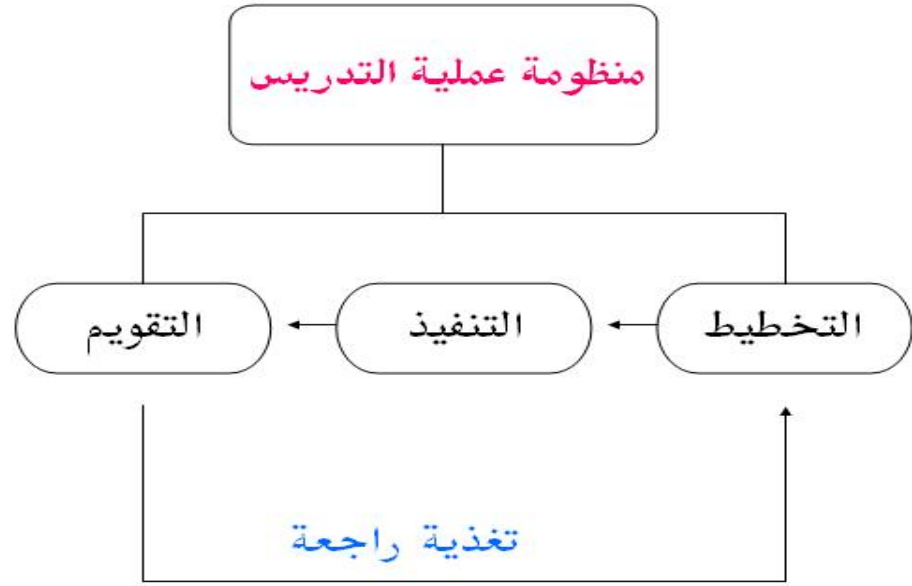 منظومة عملية التدريس
التخطيط
التنفيذ
التقويم
تغذية راجعة